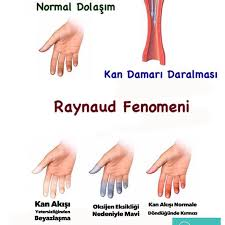 Normal Dolaşım
Kan Damarı Daralması
Raynaud Fenomeni
Kan Akışı
Yetersizliğinden
Beyazlaşma
Oksijen Eksikliği
Nedeniyle Mavi
Kan Akışı Normale
Döndüğünde Kırmızı